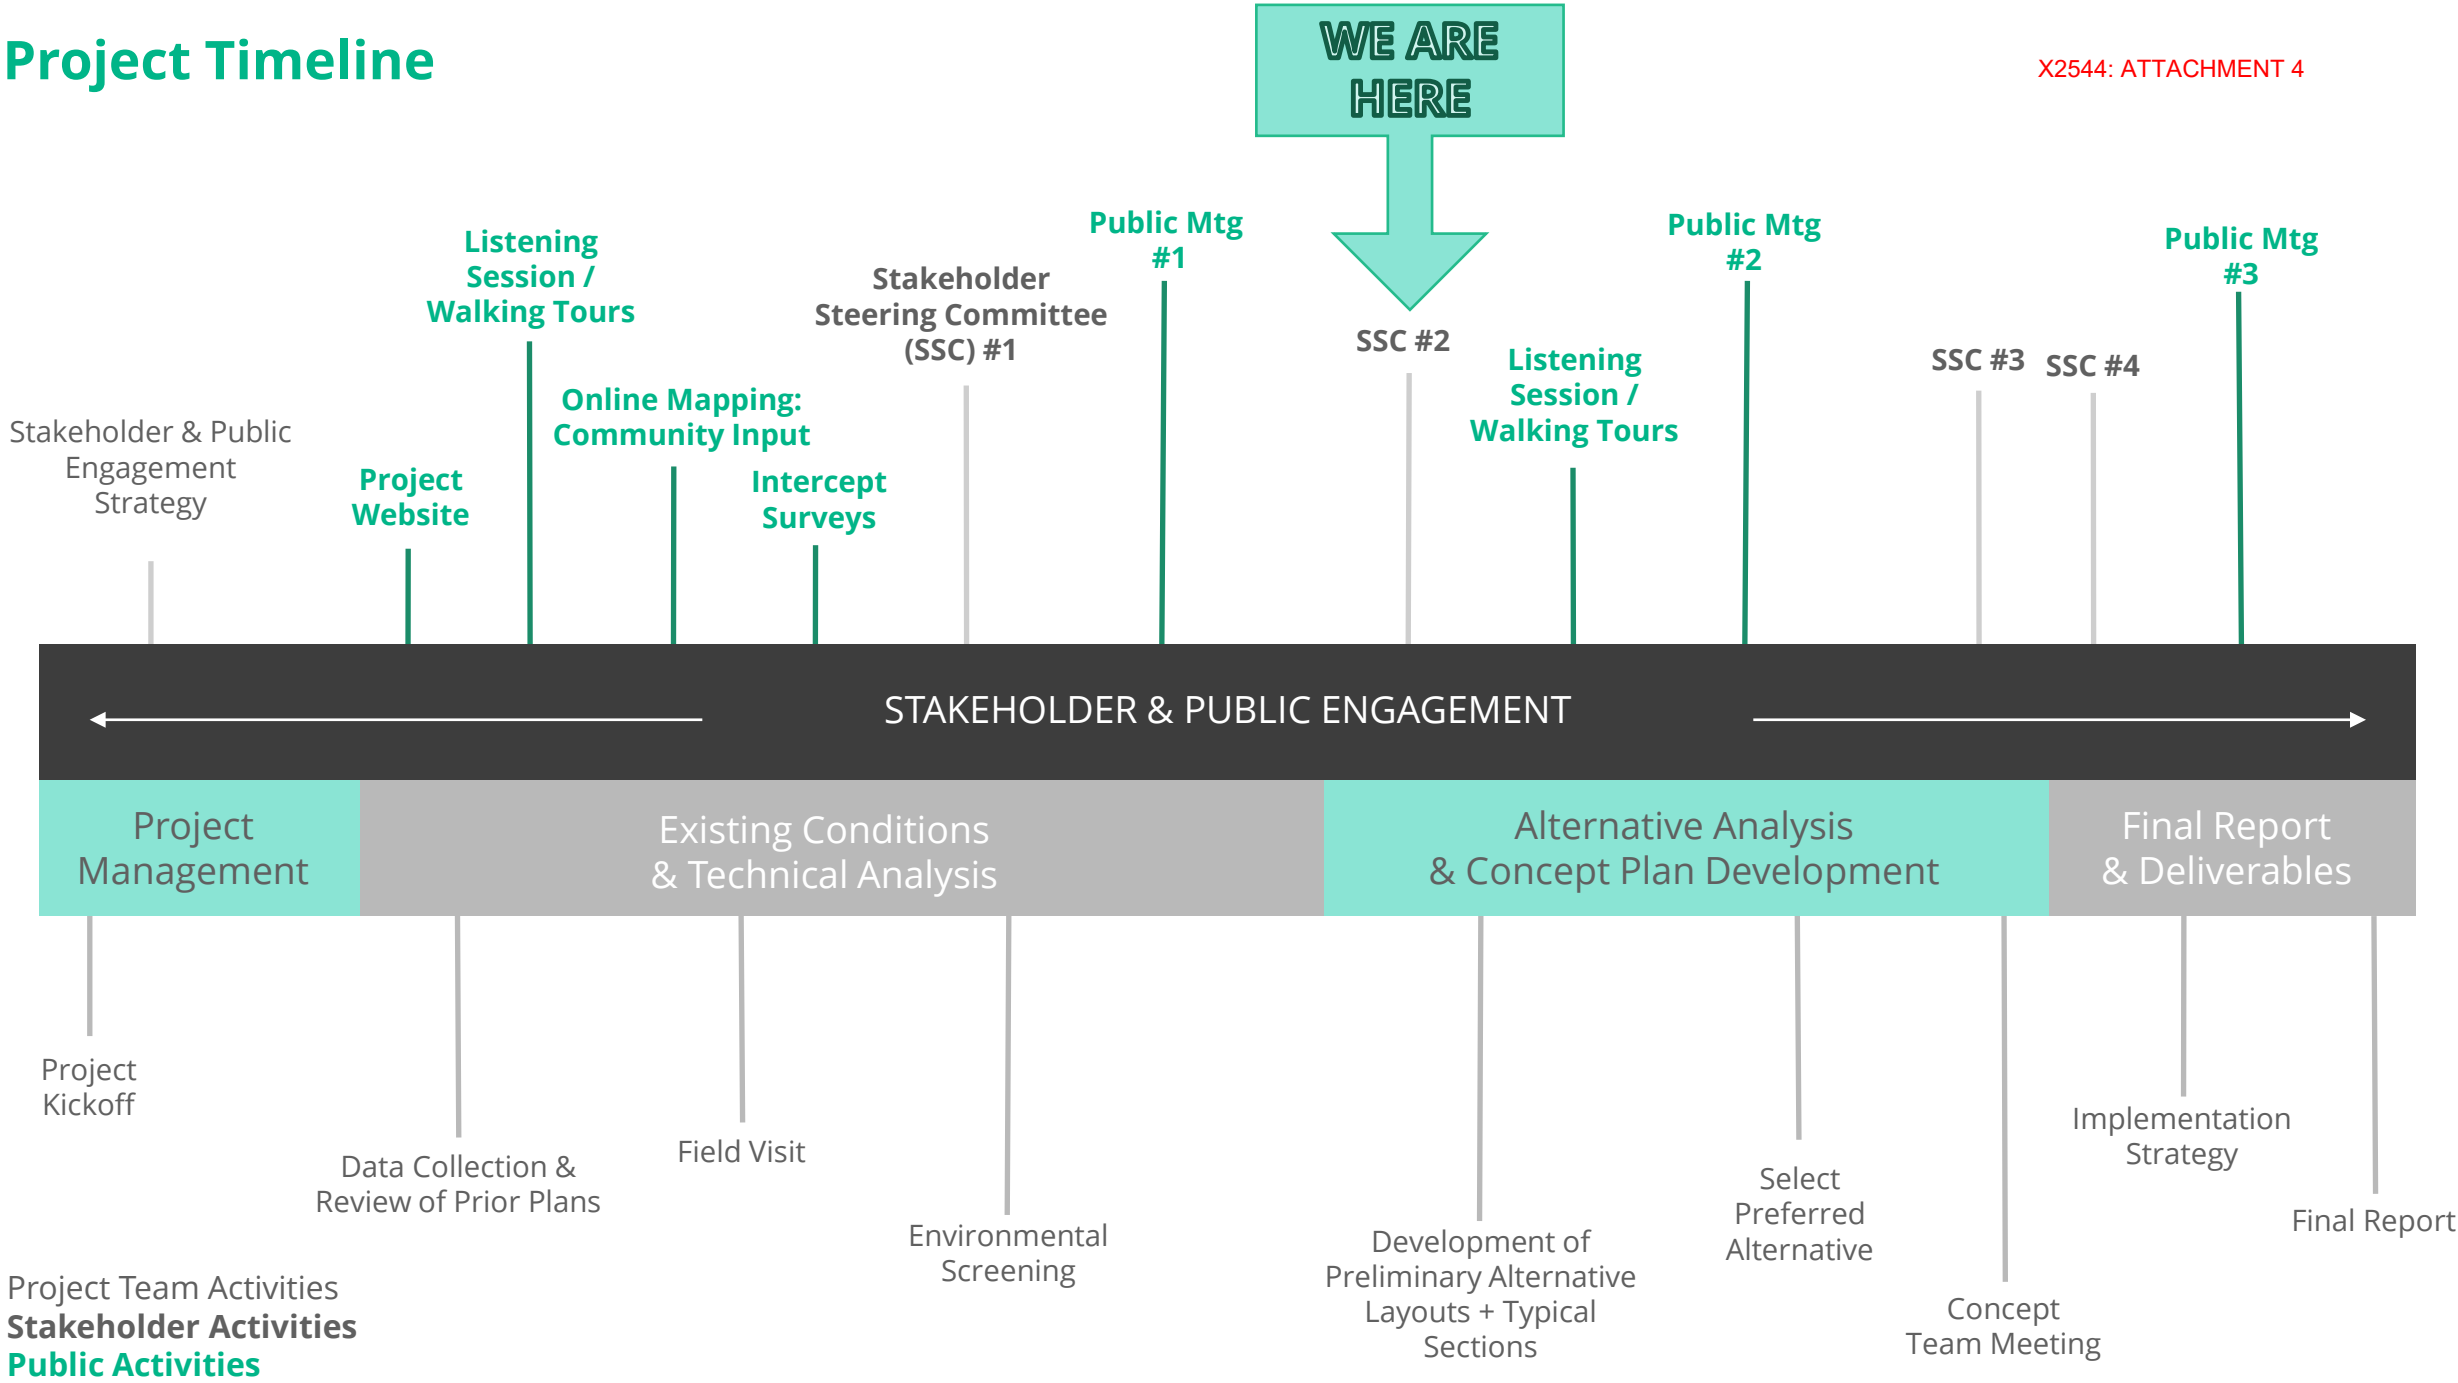 Project Timeline
WE ARE
HERE
X2544: ATTACHMENT 4
Stakeholder & Public
Engagement
Strategy
Project
Website
Listening
Session /
Walking Tours
Online Mapping:
Community Input
Intercept
Surveys
Stakeholder
Steering Committee
(SSC) #1
Public Mtg
#1
SSC #2
Listening
Session /
Walking Tours
Public Mtg
#2
SSC #3
SSC #4
Public Mtg
#3
STAKEHOLDER & PUBLIC ENGAGEMENT
Project
Management
Existing Conditions
& Technical Analysis
Alternative Analysis
& Concept Plan Development
Final Report
& Deliverables
Project
Kickoff
Data Collection &
Review of Prior Plans
Field Visit
Environmental
Screening
Development of
Preliminary Alternative
Layouts + Typical
Sections
Select
Preferred
Alternative
Concept
Team Meeting
Implementation
Strategy
Final Report
Project Team Activities
Stakeholder Activities
Public Activities